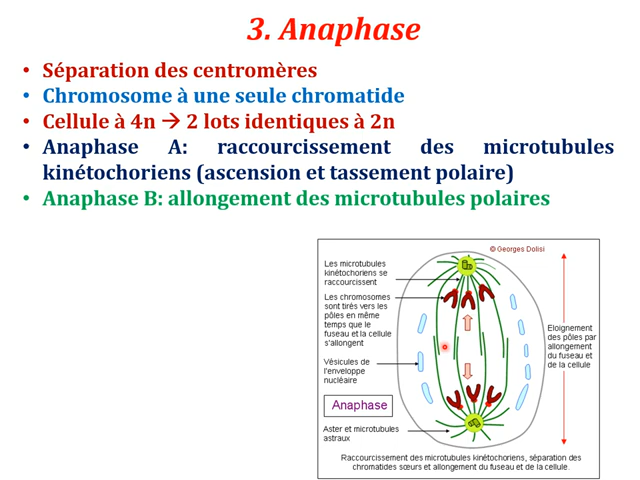 3. Anaphase
• Séparation des centromères
• Chromosome à une seule chromatide
• Cellule à 4n → 2 lots identiques à 2n
• Anaphase A: raccourcissement des microtubules
kinétochoriens (ascension et tassement polaire)
• Anaphase B: allongement des microtubules polaires
© Georges Dolisi
Les microtubules
kinétochoriens se
raccourcissent
Les chromosomes
sont tirés vers les
pôles en même
temps que le
fuseau et la cellule
s'allongent
Vésicules de
l'enveloppe
nucléaire
Anaphase
Aster et microtubules
astraux
Eloignement
des pôles par
allongement
du fuseau et
de la cellule
Raccourcissement des microtubules kinétochoriens, séparation des
chromatides sœurs et allongement du fuseau et de la cellule.